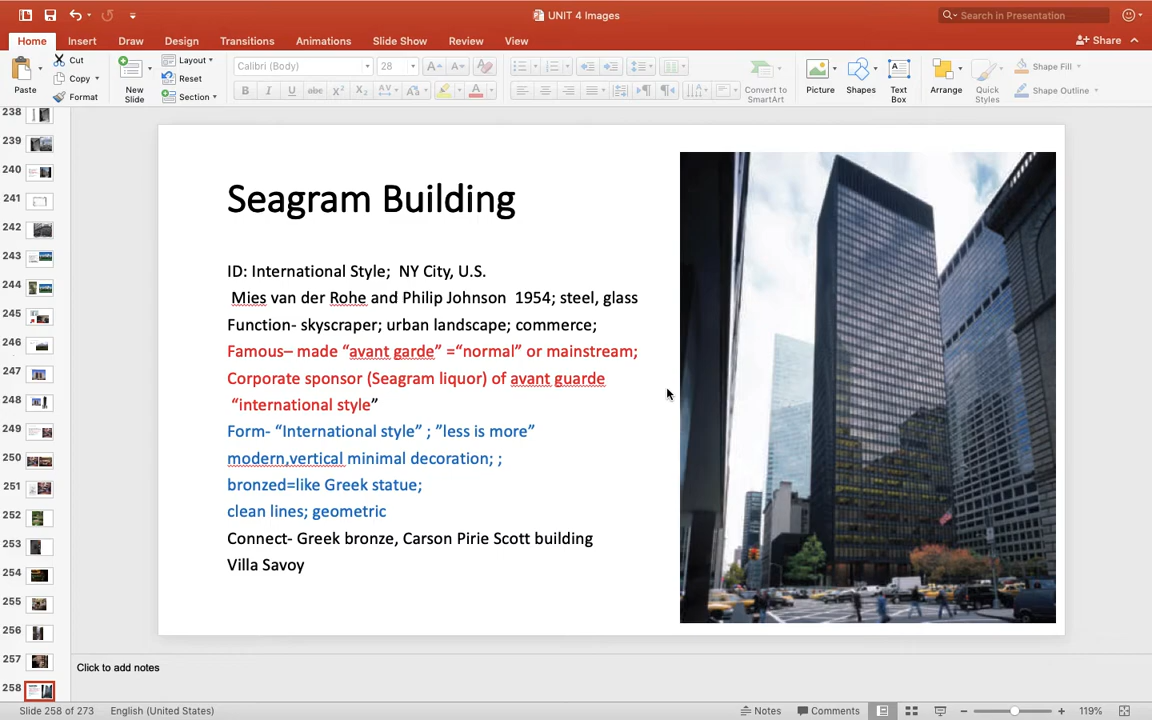 UNIT 4 Images
Search in Presentation
Home Insert Draw Design Transitions Animations Slide Show Review View
Share
Paste
Cut
Copy
Format
New Slide
Layout
Reset
Section
Calibri (Body) 28
B I U abc X² X₂ AV Aa A
Convert to SmartArt
Picture
Shapes
Text Box
Arrange
Quick Styles
Shape Fill
Shape Outline
238
239
240
241
242
243
244
245
246
247
248
249
250
251
252
253
254
255
256
257
258
Seagram Building
ID: International Style; NY City, U.S.
Mies van der Rohe and Philip Johnson 1954; steel, glass
Function- skyscraper; urban landscape; commerce;
Famous– made “avant garde” =“normal” or mainstream;
Corporate sponsor (Seagram liquor) of avant guarde
“international style”
Form- “International style” ; ”less is more”
modern,vertical minimal decoration; ;
bronzed=like Greek statue;
clean lines; geometric
Connect- Greek bronze, Carson Pirie Scott building
Villa Savoy
Click to add notes
Slide 258 of 273 English (United States) Notes Comments 119%